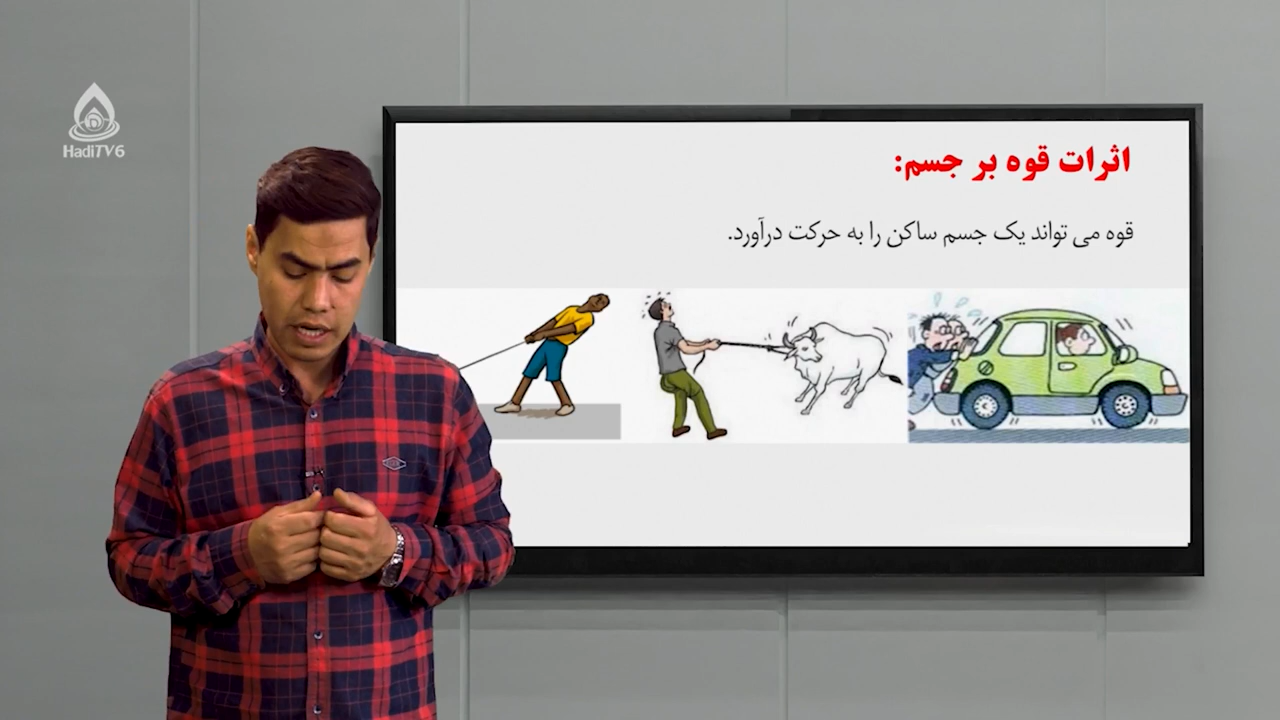 HadiTV6
اثرات قوه بر جسم:
قوه می تواند یک جسم ساکن را به حرکت درآورد.